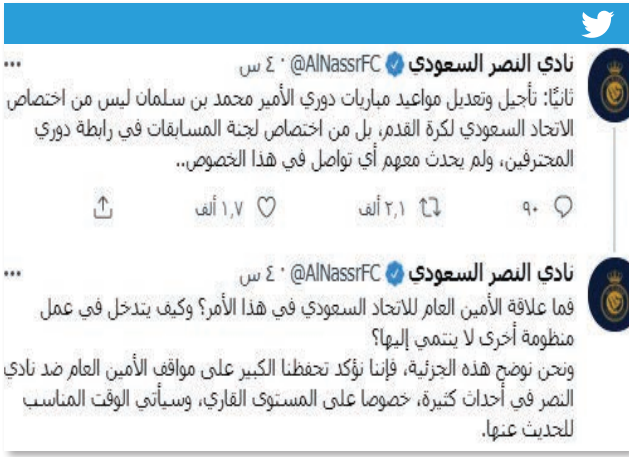 نادي النصر السعودي @AlNassrFC · ٤ س
ثانيًا: تأجيل وتعديل مواعيد مباريات دوري الأمير محمد بن سلمان ليس من اختصاص
الاتحاد السعودي لكرة القدم، بل من اختصاص لجنة المسابقات في رابطة دوري
المحترفين، ولم يحدث معهم أي تواصل في هذا الخصوص..
٩٠ ٢,١ ألف ١,٧ ألف
نادي النصر السعودي @AlNassrFC · ٤ س
فما علاقة الأمين العام للاتحاد السعودي في هذا الأمر؟ وكيف يتدخل في عمل
منظومة أخرى لا ينتمي إليها؟
ونحن نوضح هذه الجزئية، فإننا نؤكد تحفظنا الكبير على مواقف الأمين العام ضد نادي
النصر في أحداث كثيرة، خصوصا على المستوى القاري، وسيأتي الوقت المناسب
للحديث عنها.